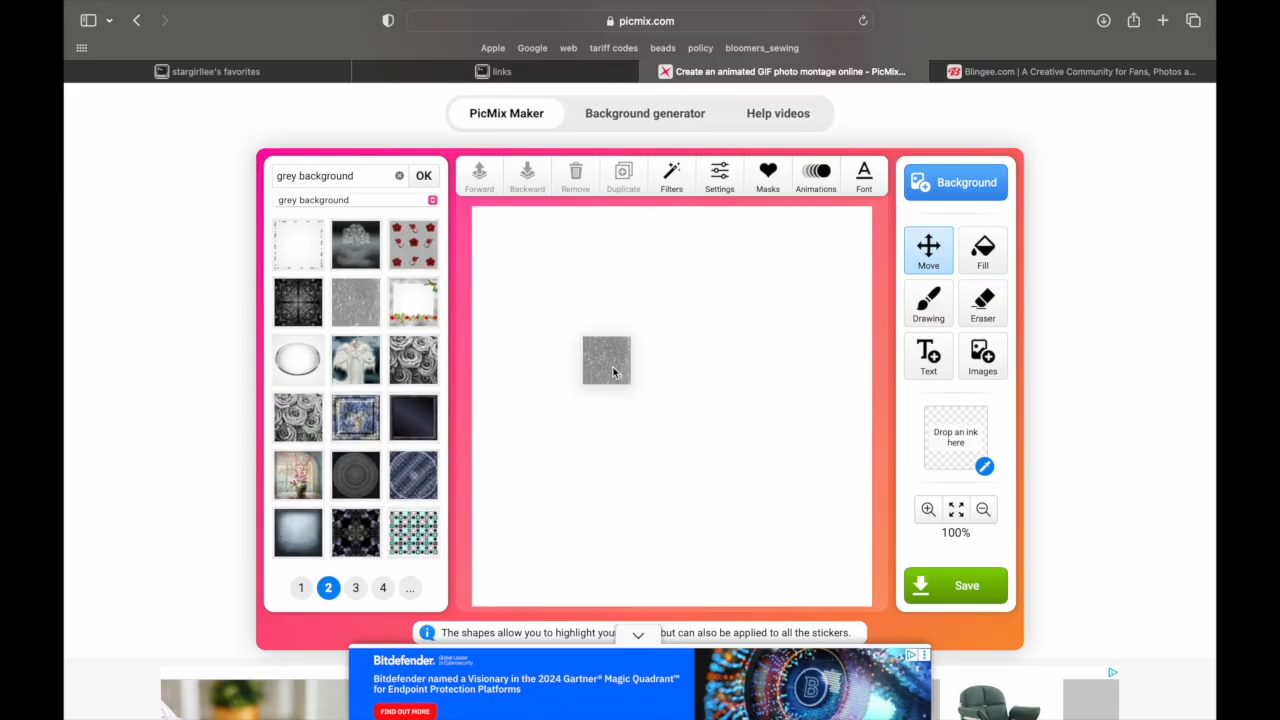 picmix.com
Apple Google web tariff codes beads policy bloomers_sewing
stargirllee's favorites
links
Create an animated GIF photo montage online - PicMix...
Blingee.com | A Creative Community for Fans, Photos a...
PicMix Maker
Background generator
Help videos
grey background
OK
grey background
Forward
Backward
Remove
Duplicate
Filters
Settings
Masks
Animations
Font
Background
Move
Fill
Drawing
Eraser
Text
Images
Drop an ink
here
100%
Save
1 2 3 4 ...
The shapes allow you to highlight you
but can also be applied to all the stickers.
Bitdefender.
Global Leader
In Cybersecurity
Bitdefender named a Visionary in the 2024 Gartner® Magic Quadrant™
for Endpoint Protection Platforms
FIND OUT MORE